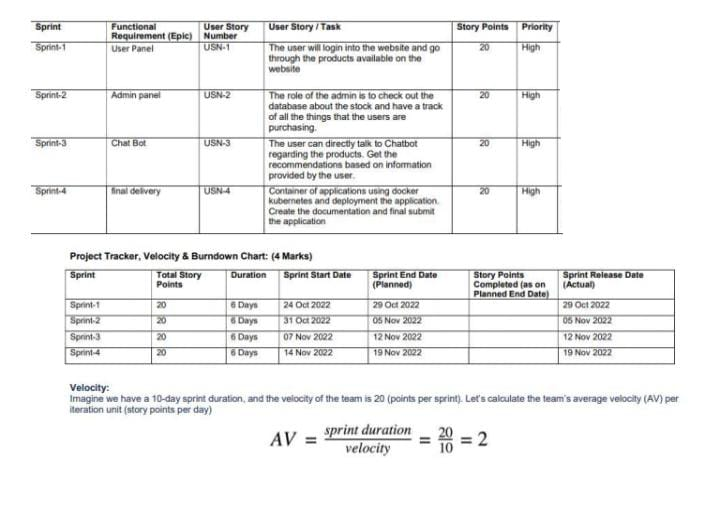 Sprint Functional Requirement (Epic) User Story Number User Story / Task Story Points Priority
Sprint-1 User Panel USN-1 The user will login into the website and go 20 High
through the products available on the
website
Sprint-2 Admin panel USN-2 The role of the admin is to check out the 20 High
database about the stock and have a track
of all the things that the users are
purchasing.
Sprint-3 Chat Bot USN-3 The user can directly talk to Chatbot 20 High
regarding the products. Get the
recommendations based on information
provided by the user.
Sprint-4 final delivery USN-4 Container of applications using docker 20 High
kubernetes and deployment the application.
Create the documentation and final submit
the application
Project Tracker, Velocity & Burndown Chart: (4 Marks)
Sprint Total Story Points Duration Sprint Start Date Sprint End Date (Planned) Story Points Completed (as on Planned End Date) Sprint Release Date (Actual)
Sprint-1 20 6 Days 24 Oct 2022 29 Oct 2022 29 Oct 2022
Sprint-2 20 6 Days 31 Oct 2022 05 Nov 2022 05 Nov 2022
Sprint-3 20 6 Days 07 Nov 2022 12 Nov 2022 12 Nov 2022
Sprint-4 20 6 Days 14 Nov 2022 19 Nov 2022 19 Nov 2022
Velocity:
Imagine we have a 10-day sprint duration, and the velocity of the team is 20 (points per sprint). Let's calculate the team's average velocity (AV) per
iteration unit (story points per day)
AV = sprint duration / velocity = 20 / 10 = 2